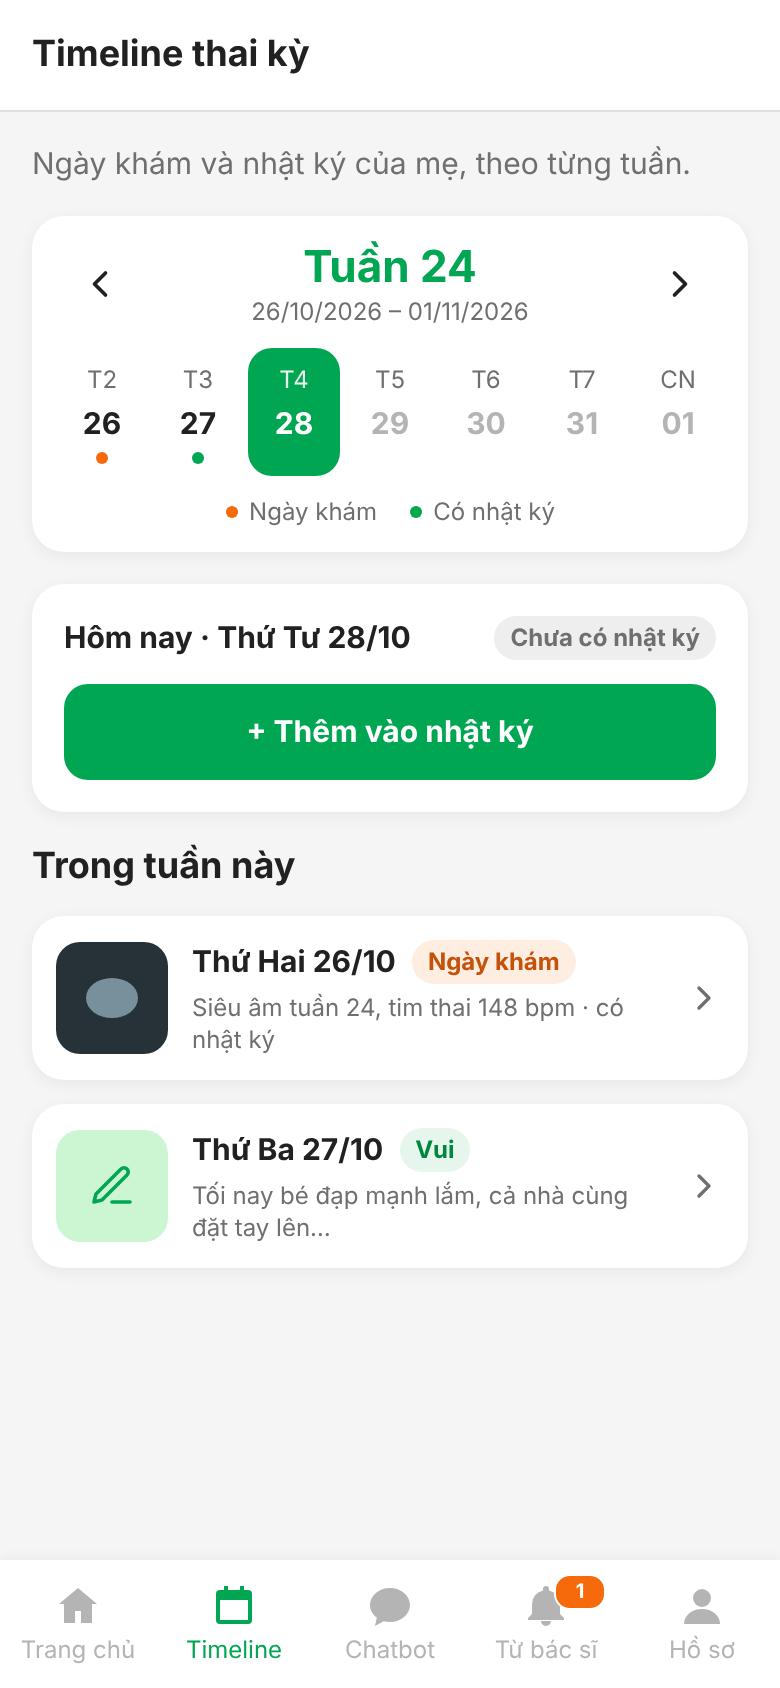 Timeline thai kỳ
Ngày khám và nhật ký của mẹ, theo từng tuần.
Tuần 24
26/10/2026 – 01/11/2026
T2 T3 T4 T5 T6 T7 CN
26 27 28 29 30 31 01
Ngày khám Có nhật ký
Hôm nay · Thứ Tư 28/10 Chưa có nhật ký
+ Thêm vào nhật ký
Trong tuần này
Thứ Hai 26/10 Ngày khám
Siêu âm tuần 24, tim thai 148 bpm · có
nhật ký
Thứ Ba 27/10 Vui
Tối nay bé đạp mạnh lắm, cả nhà cùng
đặt tay lên...
1
Trang chủ Timeline Chatbot Từ bác sĩ Hồ sơ